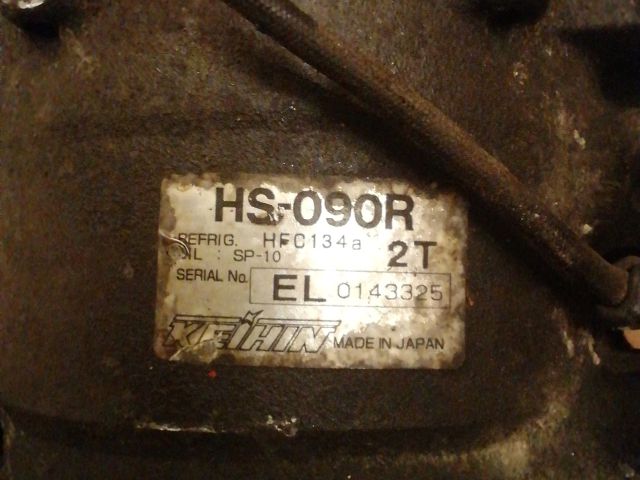 HS-090R
REFRIG. HFC134a 2T
OIL : SP-10
SERIAL No. EL 0143325
KEIHIN MADE IN JAPAN